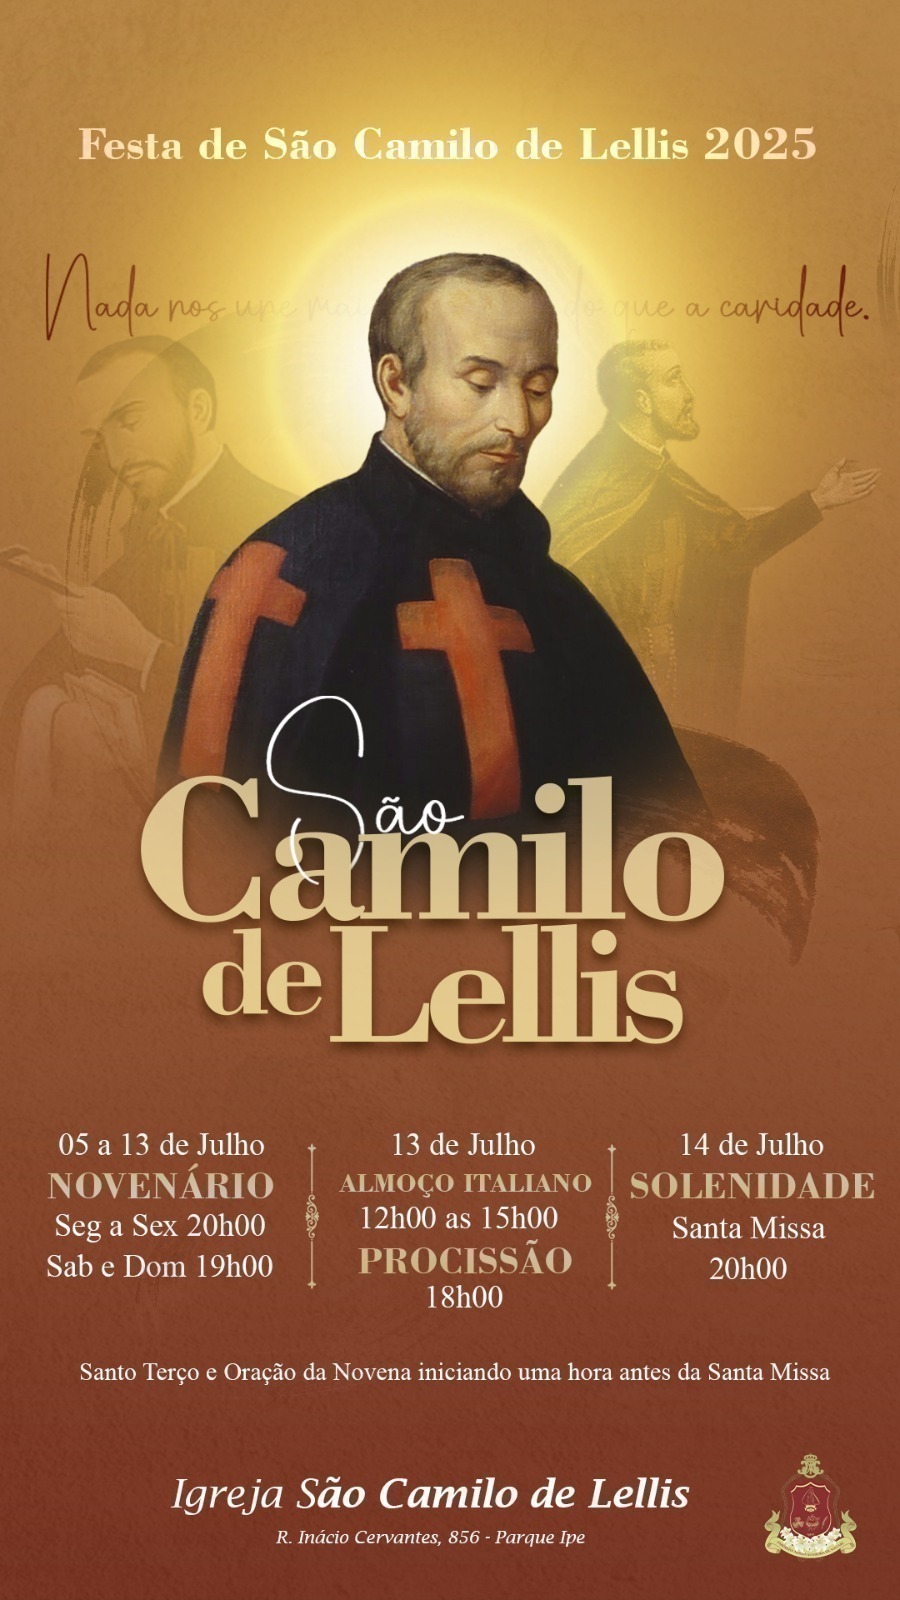 Festa de São Camilo de Lellis 2025
Nada nos une mais do que a caridade.
São
Camilo
de Lellis
05 a 13 de Julho
NOVENÁRIO
Seg a Sex 20h00
Sab e Dom 19h00
13 de Julho
ALMOÇO ITALIANO
12h00 as 15h00
PROCISSÃO
18h00
14 de Julho
SOLENIDADE
Santa Missa
20h00
Santo Terço e Oração da Novena iniciando uma hora antes da Santa Missa
Igreja São Camilo de Lellis
R. Inácio Cervantes, 856 - Parque Ipe